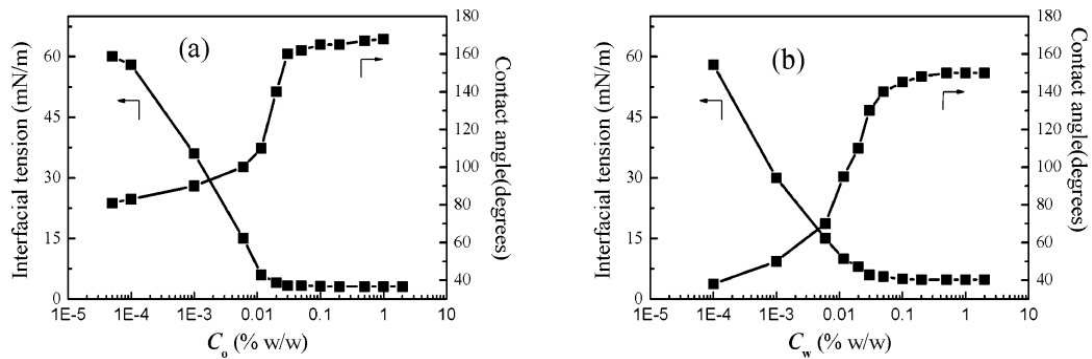 (a)
Interfacial tension (mN/m)
60
45
30
15
0
1E-5 1E-4 1E-3 0.01 0.1 1 10
C_o (% w/w)
180
160
140
120
100
80
60
40
Contact angle(degrees)
(b)
Interfacial tension (mN/m)
60
45
30
15
0
1E-5 1E-4 1E-3 0.01 0.1 1 10
C_w (% w/w)
180
160
140
120
100
80
60
40
Contact angle(degrees)